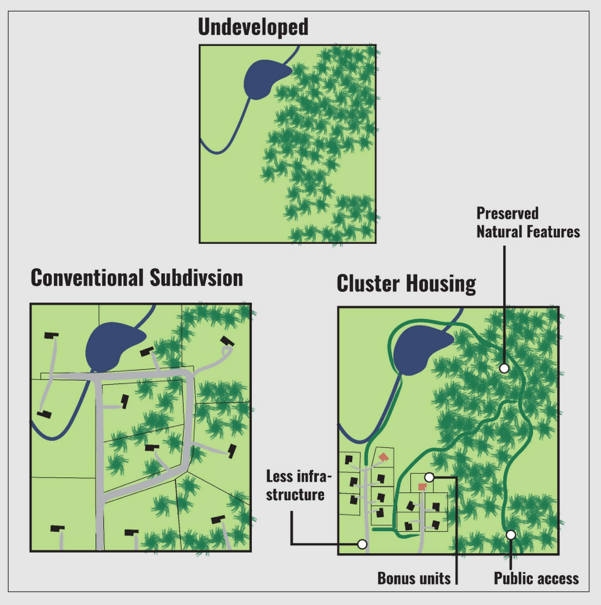 Undeveloped
Preserved
Natural Features
Conventional Subdivsion
Cluster Housing
Less infra-
structure
Bonus units
Public access